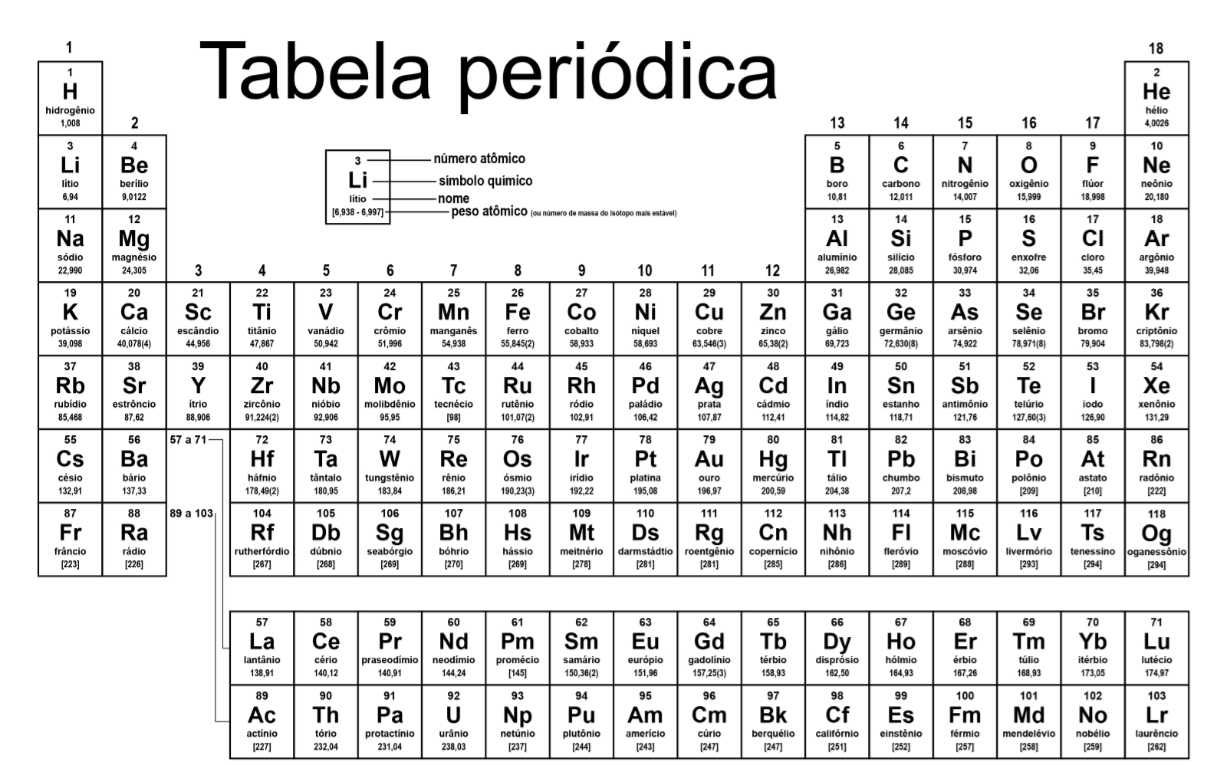 Tabela periódica
1
18
1
H
hidrogênio
1,008
2
He
hélio
4,0026
2
13
14
15
16
17
3
Li
lítio
6,94
4
Be
berílio
9,0122
3
Li
lítio
[6,938 - 6,997]
número atômico
símbolo químico
nome
peso atômico (ou número de massa do isótopo mais estável)
5
B
boro
10,81
6
C
carbono
12,011
7
N
nitrogênio
14,007
8
O
oxigênio
15,999
9
F
flúor
18,998
10
Ne
neônio
20,180
11
Na
sódio
22,990
12
Mg
magnésio
24,305
13
Al
alumínio
26,982
14
Si
silício
28,085
15
P
fósforo
30,974
16
S
enxofre
32,06
17
Cl
cloro
35,45
18
Ar
argônio
39,948
3
4
5
6
7
8
9
10
11
12
19
K
potássio
39,098
20
Ca
cálcio
40,078(4)
21
Sc
escândio
44,956
22
Ti
titânio
47,867
23
V
vanádio
50,942
24
Cr
crômio
51,996
25
Mn
manganês
54,938
26
Fe
ferro
55,845(2)
27
Co
cobalto
58,933
28
Ni
níquel
58,693
29
Cu
cobre
63,546(3)
30
Zn
zinco
65,38(2)
31
Ga
gálio
69,723
32
Ge
germânio
72,630(8)
33
As
arsênio
74,922
34
Se
selênio
78,971(8)
35
Br
bromo
79,904
36
Kr
criptônio
83,798(2)
37
Rb
rubídio
85,468
38
Sr
estrôncio
87,62
39
Y
ítrio
88,906
40
Zr
zircônio
91,224(2)
41
Nb
nióbio
92,906
42
Mo
molibdênio
95,95
43
Tc
tecnécio
[98]
44
Ru
rutênio
101,07(2)
45
Rh
ródio
102,91
46
Pd
paládio
106,42
47
Ag
prata
107,87
48
Cd
cádmio
112,41
49
In
índio
114,82
50
Sn
estanho
118,71
51
Sb
antimônio
121,76
52
Te
telúrio
127,60(3)
53
I
iodo
126,90
54
Xe
xenônio
131,29
55
Cs
césio
132,91
56
Ba
bário
137,33
57 a 71
72
Hf
háfnio
178,49(2)
73
Ta
tântalo
180,95
74
W
tungstênio
183,84
75
Re
rênio
186,21
76
Os
ósmio
190,23(3)
77
Ir
irídio
192,22
78
Pt
platina
195,08
79
Au
ouro
196,97
80
Hg
mercúrio
200,59
81
Tl
tálio
204,38
82
Pb
chumbo
207,2
83
Bi
bismuto
208,98
84
Po
polônio
[209]
85
At
astato
[210]
86
Rn
radônio
[222]
87
Fr
frâncio
[223]
88
Ra
rádio
[226]
89 a 103
104
Rf
rutherfórdio
[267]
105
Db
dúbnio
[268]
106
Sg
seabórgio
[269]
107
Bh
bóhrio
[270]
108
Hs
hássio
[269]
109
Mt
meitnério
[278]
110
Ds
darmstádtio
[281]
111
Rg
roentgênio
[281]
112
Cn
copernício
[285]
113
Nh
nihônio
[286]
114
Fl
fleróvio
[289]
115
Mc
moscóvio
[288]
116
Lv
livermório
[293]
117
Ts
tenessino
[294]
118
Og
oganessônio
[294]
57
La
lantânio
138,91
58
Ce
cério
140,12
59
Pr
praseodímio
140,91
60
Nd
neodímio
144,24
61
Pm
promécio
[145]
62
Sm
samário
150,36(2)
63
Eu
európio
151,96
64
Gd
gadolínio
157,25(3)
65
Tb
térbio
158,93
66
Dy
disprósio
162,50
67
Ho
hólmio
164,93
68
Er
érbio
167,26
69
Tm
túlio
168,93
70
Yb
itérbio
173,05
71
Lu
lutécio
174,97
89
Ac
actínio
[227]
90
Th
tório
232,04
91
Pa
protactínio
231,04
92
U
urânio
238,03
93
Np
netúnio
[237]
94
Pu
plutônio
[244]
95
Am
amerício
[243]
96
Cm
cúrio
[247]
97
Bk
berquélio
[247]
98
Cf
califórnio
[251]
99
Es
einstênio
[252]
100
Fm
férmio
[257]
101
Md
mendelévio
[258]
102
No
nobélio
[259]
103
Lr
laurêncio
[262]